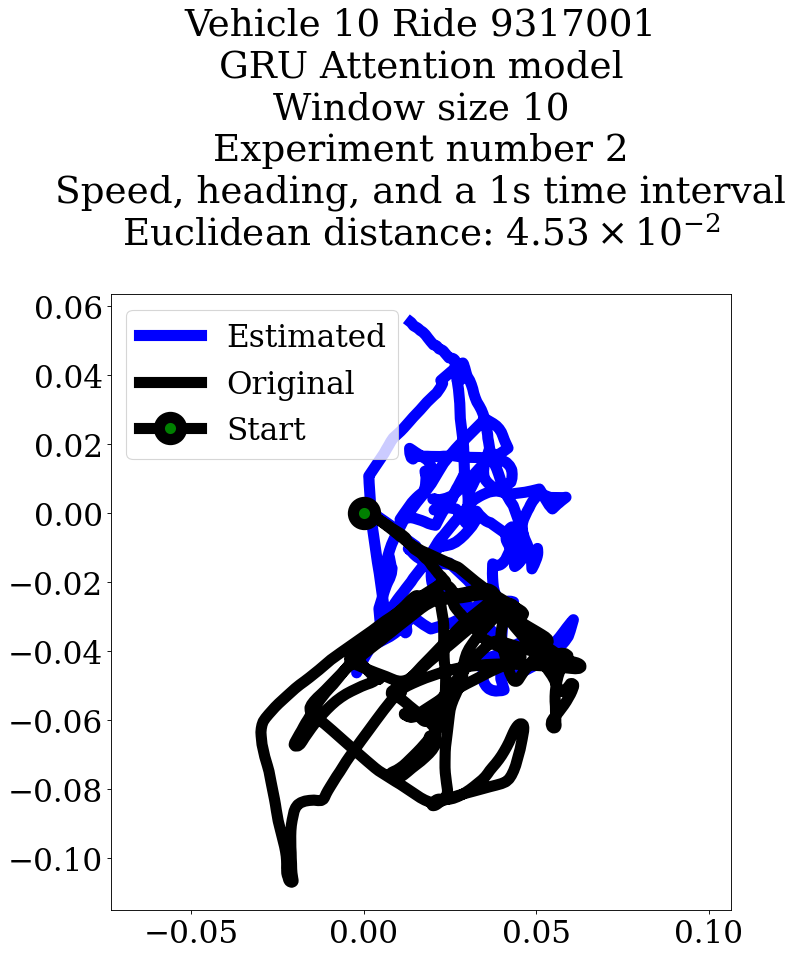 Vehicle 10 Ride 9317001
GRU Attention model
Window size 10
Experiment number 2
Speed, heading, and a 1s time interval
Euclidean distance: 4.53 × 10⁻²
0.06
0.04
0.02
0.00
−0.02
−0.04
−0.06
−0.08
−0.10
Estimated
Original
Start
−0.05
0.00
0.05
0.10